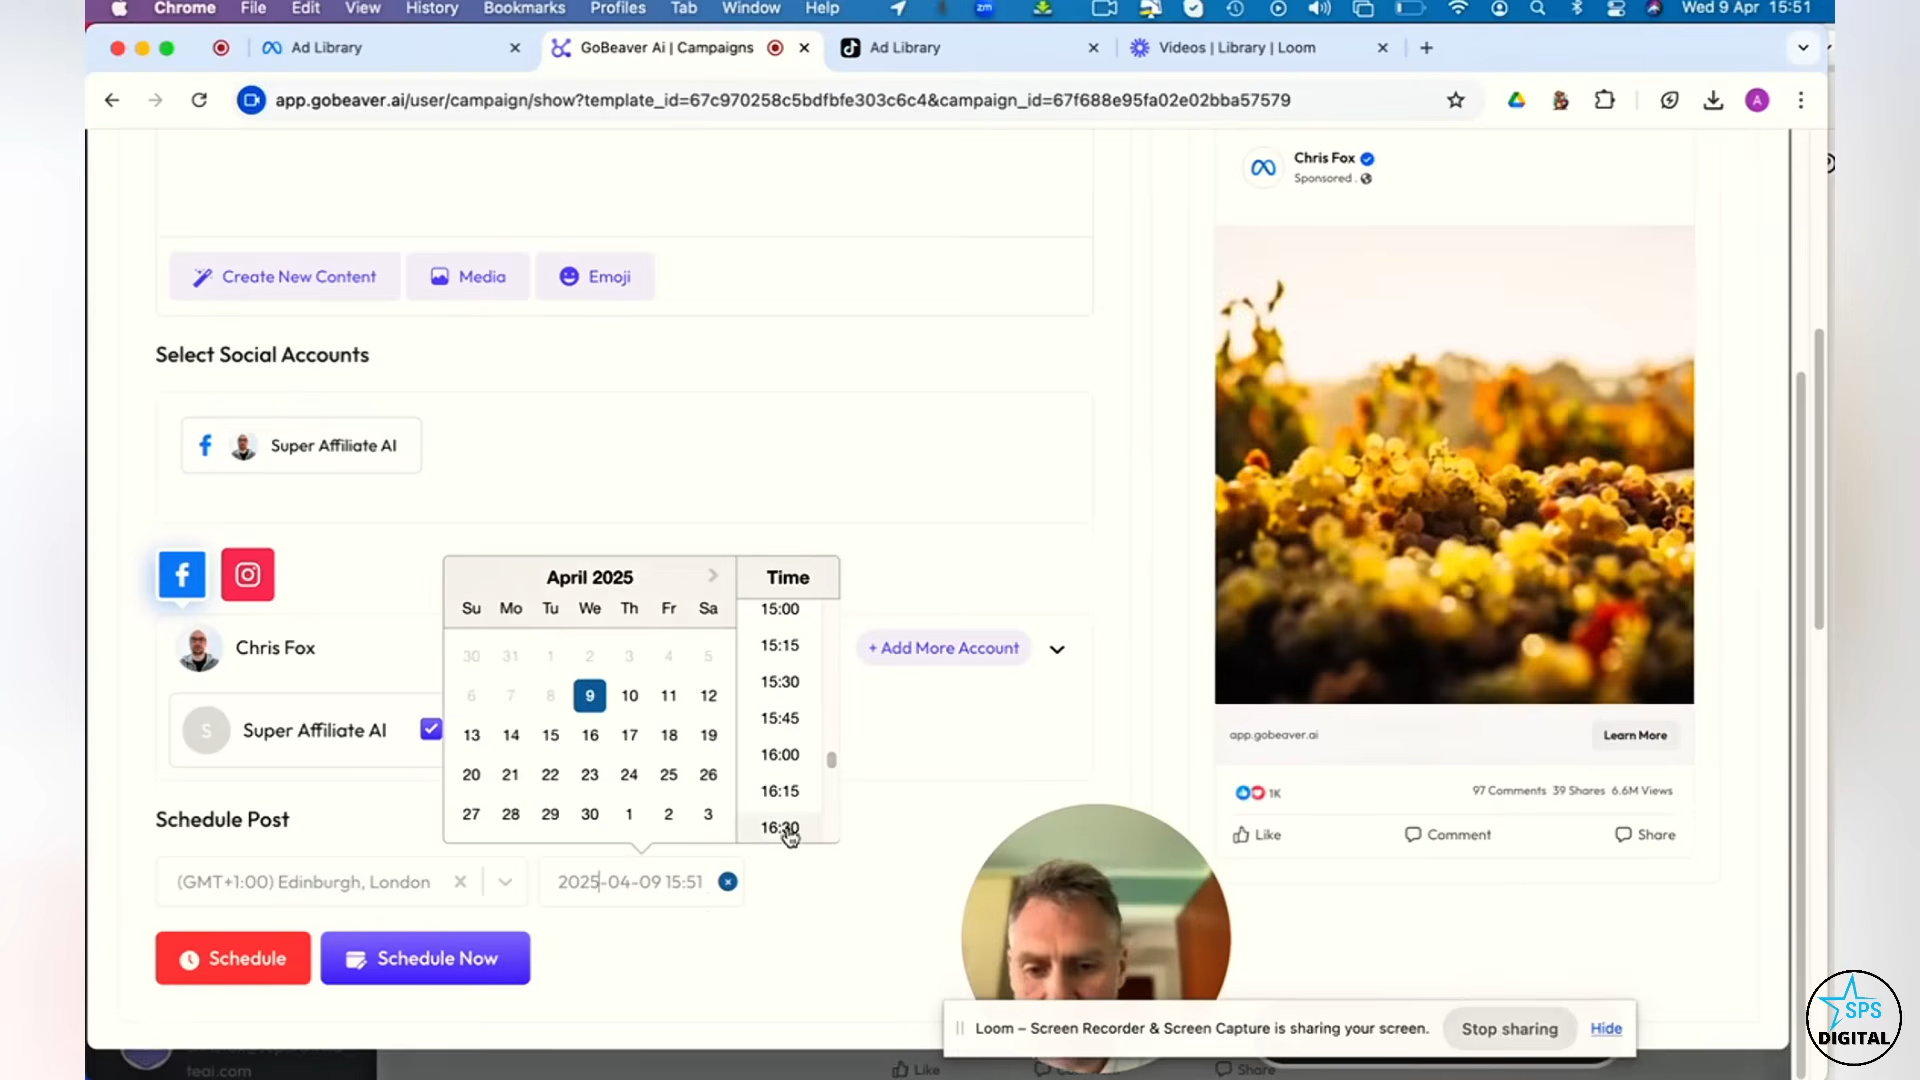 Chrome File Edit View History Bookmarks Profiles Tab Window Help zm Wed 9 Apr 15:51
Ad Library
GoBeaver Ai | Campaigns
Ad Library
Videos | Library | Loom
app.gobeaver.ai/user/campaign/show?template_id=67c970258c5bdfbfe303c6c4&campaign_id=67f688e95fa02e02bba57579
A
Chris Fox
Sponsored .
Create New Content
Media
Emoji
Select Social Accounts
Super Affiliate AI
Chris Fox
+ Add More Account
S
Super Affiliate AI
April 2025
Su Mo Tu We Th Fr Sa
30 31 1 2 3 4 5
6 7 8 9 10 11 12
13 14 15 16 17 18 19
20 21 22 23 24 25 26
27 28 29 30 1 2 3
Time
15:00
15:15
15:30
15:45
16:00
16:15
16:30
Schedule Post
(GMT+1:00) Edinburgh, London
2025-04-09 15:51
Schedule
Schedule Now
app.gobeaver.ai
Learn More
1K
97 Comments 39 Shares 6.6M Views
Like
Comment
Share
Loom – Screen Recorder & Screen Capture is sharing your screen.
Stop sharing
Hide
teai.com
Like
Share
SPS
DIGITAL